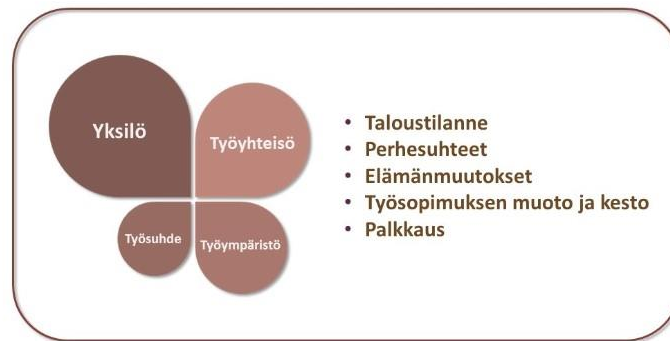 Yksilö
Työyhteisö
Työsuhde
Työympäristö
• Taloustilanne
• Perhesuhteet
• Elämänmuutokset
• Työsopimuksen muoto ja kesto
• Palkkaus